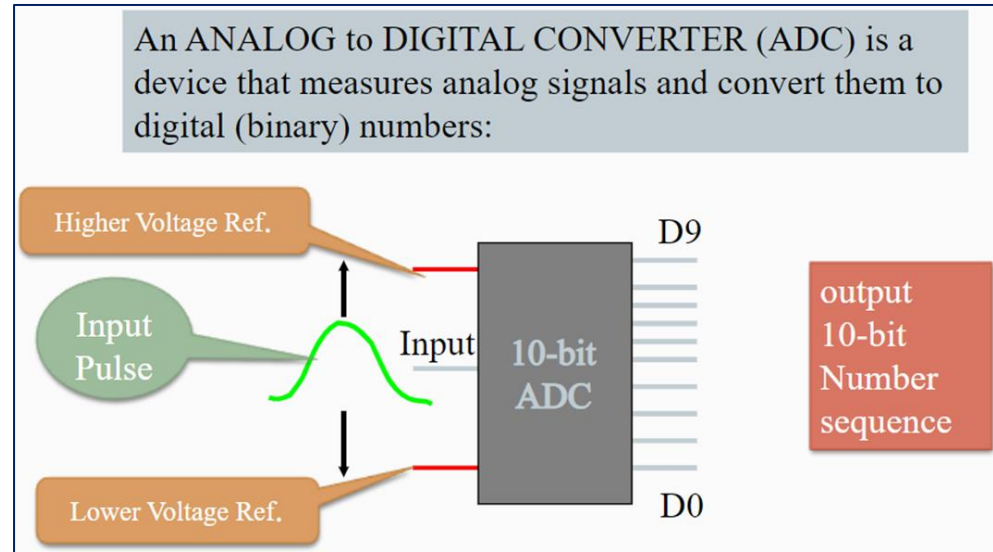 An ANALOG to DIGITAL CONVERTER (ADC) is a
device that measures analog signals and convert them to
digital (binary) numbers:
Higher Voltage Ref.
D9
Input
Pulse
Input
10-bit
ADC
output
10-bit
Number
sequence
Lower Voltage Ref.
D0